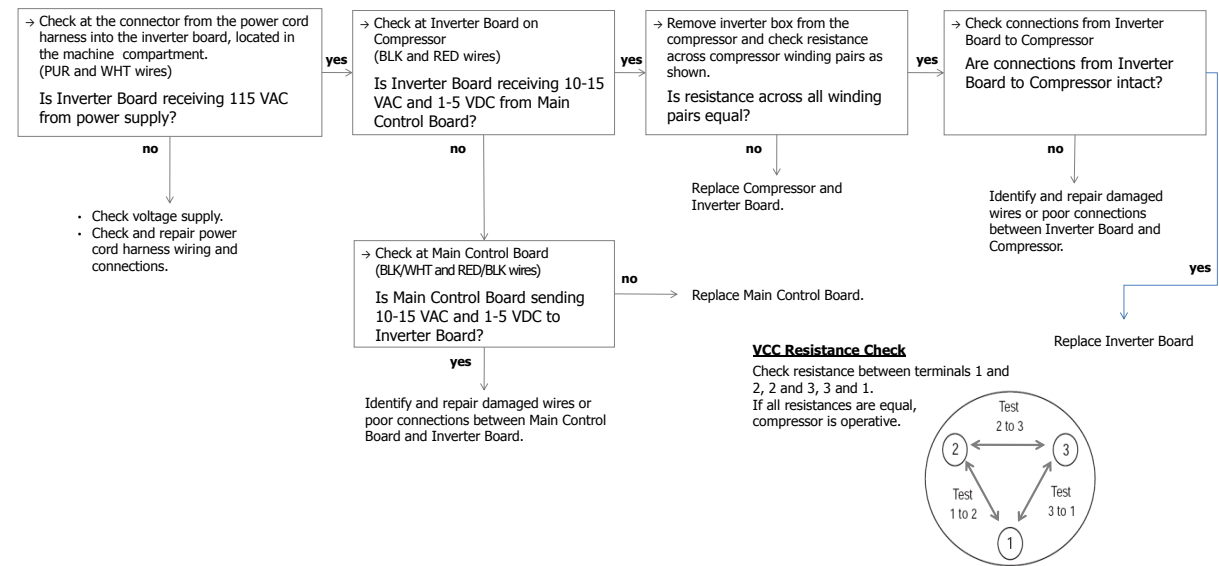 → Check at the connector from the power cord
harness into the inverter board, located in
the machine compartment.
(PUR and WHT wires)
Is Inverter Board receiving 115 VAC
from power supply?
yes
no
• Check voltage supply.
• Check and repair power
cord harness wiring and
connections.
→ Check at Inverter Board on
Compressor
(BLK and RED wires)
Is Inverter Board receiving 10-15
VAC and 1-5 VDC from Main
Control Board?
yes
no
→ Check at Main Control Board
(BLK/WHT and RED/BLK wires)
Is Main Control Board sending
10-15 VAC and 1-5 VDC to
Inverter Board?
no
Replace Main Control Board.
yes
Identify and repair damaged wires or
poor connections between Main Control
Board and Inverter Board.
→ Remove inverter box from the
compressor and check resistance
across compressor winding pairs as
shown.
Is resistance across all winding
pairs equal?
yes
no
Replace Compressor and
Inverter Board.
→ Check connections from Inverter
Board to Compressor
Are connections from Inverter
Board to Compressor intact?
no
Identify and repair damaged
wires or poor connections
between Inverter Board and
Compressor.
yes
Replace Inverter Board
VCC Resistance Check
Check resistance between terminals 1 and
2, 2 and 3, 3 and 1.
If all resistances are equal,
compressor is operative.
Test
2 to 3
2
3
Test
1 to 2
Test
3 to 1
1